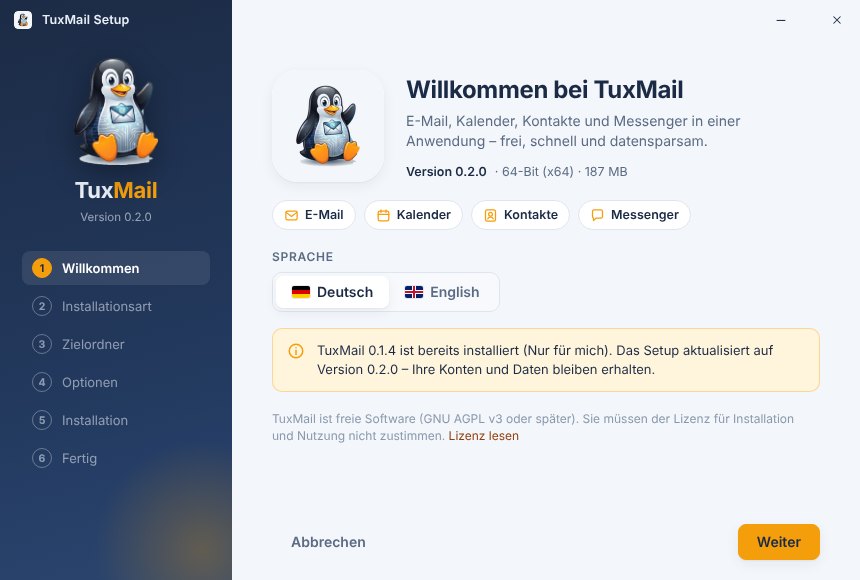 TuxMail Setup
TuxMail
Version 0.2.0
1 Willkommen
2 Installationsart
3 Zielordner
4 Optionen
5 Installation
6 Fertig
Willkommen bei TuxMail
E-Mail, Kalender, Kontakte und Messenger in einer
Anwendung – frei, schnell und datensparsam.
Version 0.2.0 · 64-Bit (x64) · 187 MB
E-Mail Kalender Kontakte Messenger
SPRACHE
Deutsch English
TuxMail 0.1.4 ist bereits installiert (Nur für mich). Das Setup aktualisiert auf
Version 0.2.0 – Ihre Konten und Daten bleiben erhalten.
TuxMail ist freie Software (GNU AGPL v3 oder später). Sie müssen der Lizenz für Installation
und Nutzung nicht zustimmen. Lizenz lesen
Abbrechen Weiter